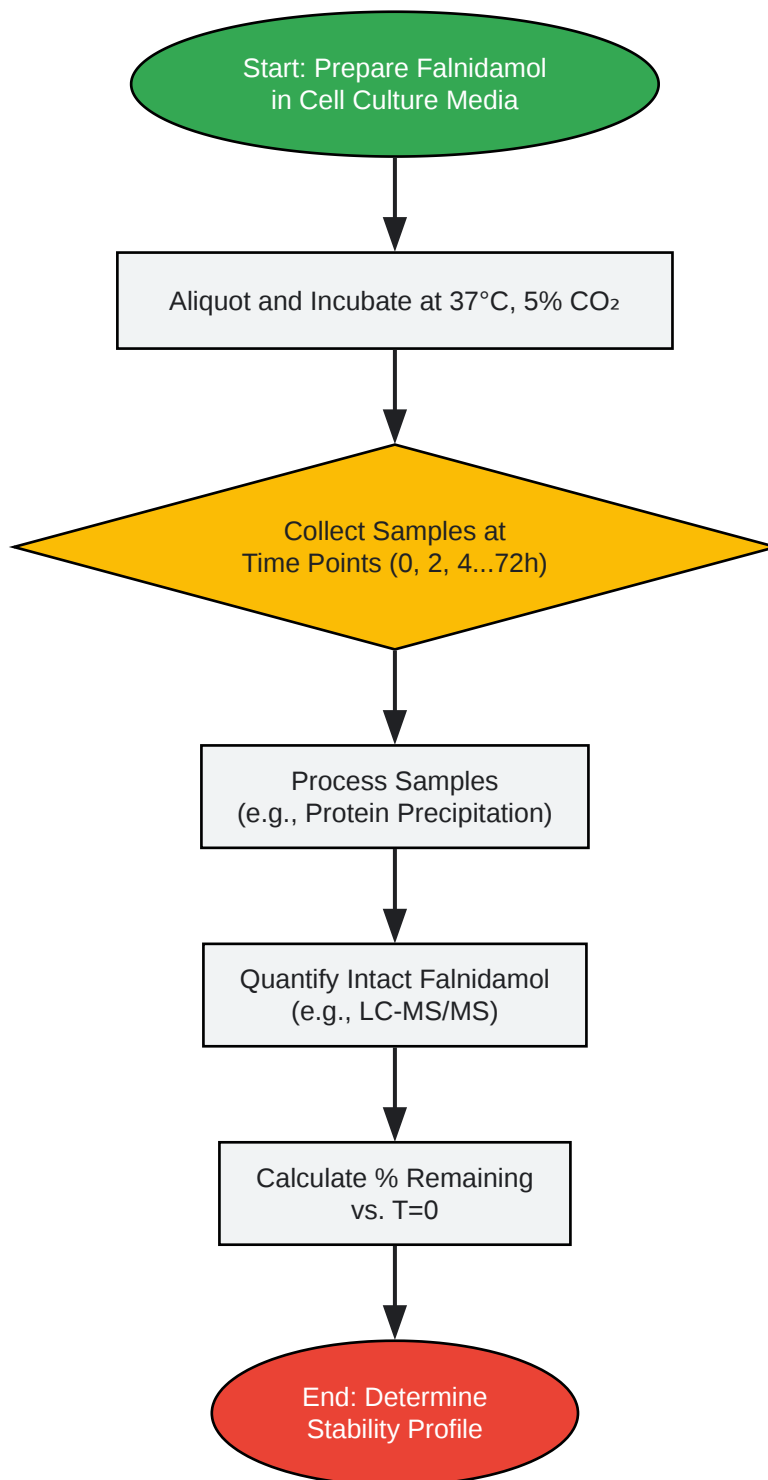 Start: Prepare Falnidamol
in Cell Culture Media
Aliquot and Incubate at 37°C, 5% CO₂
Collect Samples at
Time Points (0, 2, 4...72h)
Process Samples
(e.g., Protein Precipitation)
Quantify Intact Falnidamol
(e.g., LC-MS/MS)
Calculate % Remaining
vs. T=0
End: Determine
Stability Profile